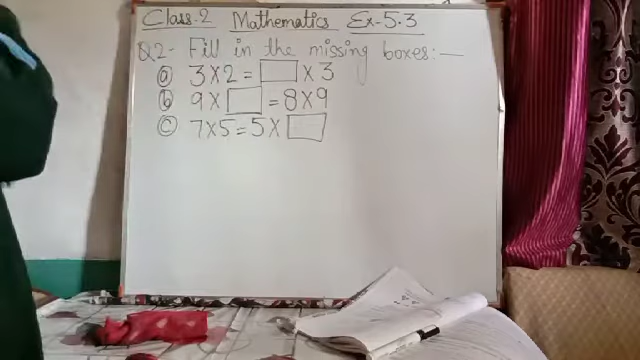 Class.2 Mathematics Ex-5.3
Q2- Fill in the missing boxes:—
(a) 3×2 = □ ×3
(b) 9× □ = 8×9
(c) 7×5=5× □